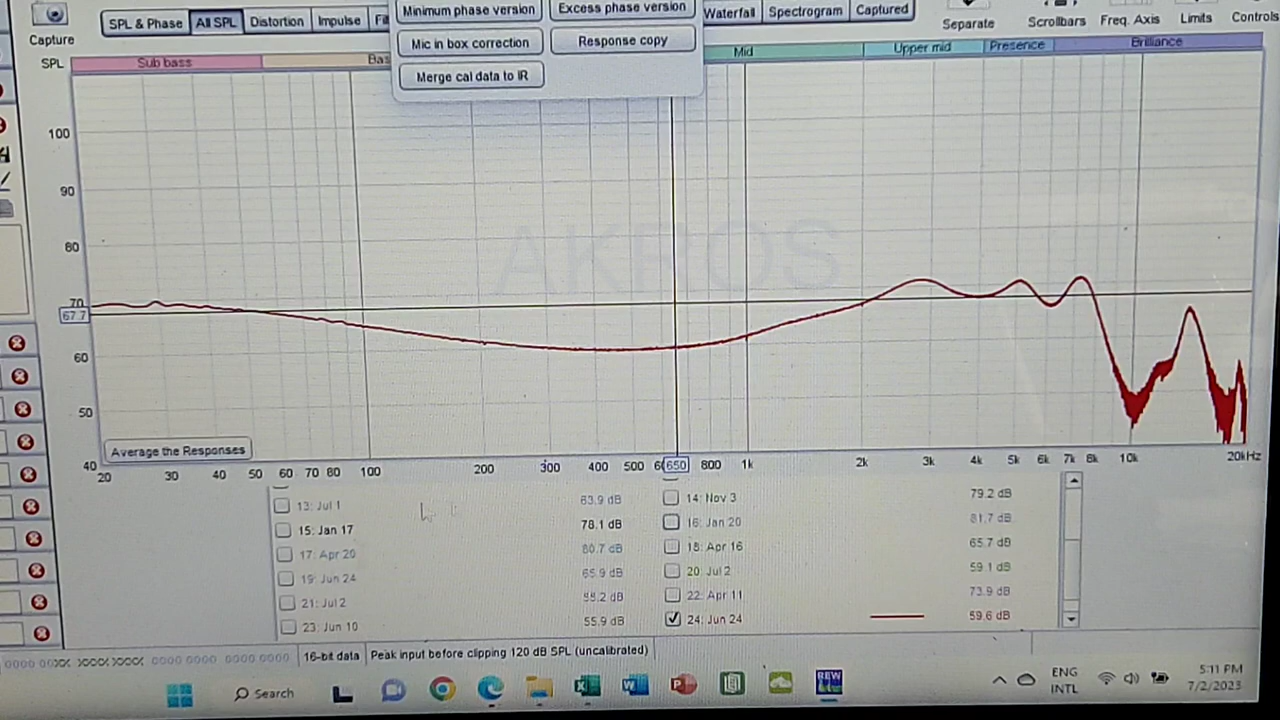 Minimum phase version Excess phase version
Capture SPL & Phase All SPL Distortion Impulse Waterfall Spectrogram Captured Separate Scrollbars Freq. Axis Limits Controls
Mic in box correction Response copy
Merge cal data to IR
SPL Sub bass Mid Upper mid Presence Brilliance
100
90
AKROS
80
70
67.7
60
50
Average the Responses
40 20 30 40 50 60 70 80 100 200 300 400 500 650 800 1k 2k 3k 4k 5k 6k 7k 8k 10k 20kHz
13: Jul 1 63.9 dB 14: Nov 3 79.2 dB
15: Jan 17 78.1 dB 16: Jan 20 81.7 dB
17: Apr 20 80.7 dB 18: Apr 16 65.7 dB
19: Jun 24 65.9 dB 20: Jul 2 59.1 dB
21: Jul 2 22: Apr 11 73.9 dB
23: Jun 10 55.9 dB 24: Jun 24 59.6 dB
16-bit data Peak input before clipping 120 dB SPL (uncalibrated)
Search REW ENG INTL 5:11 PM
7/2/2023